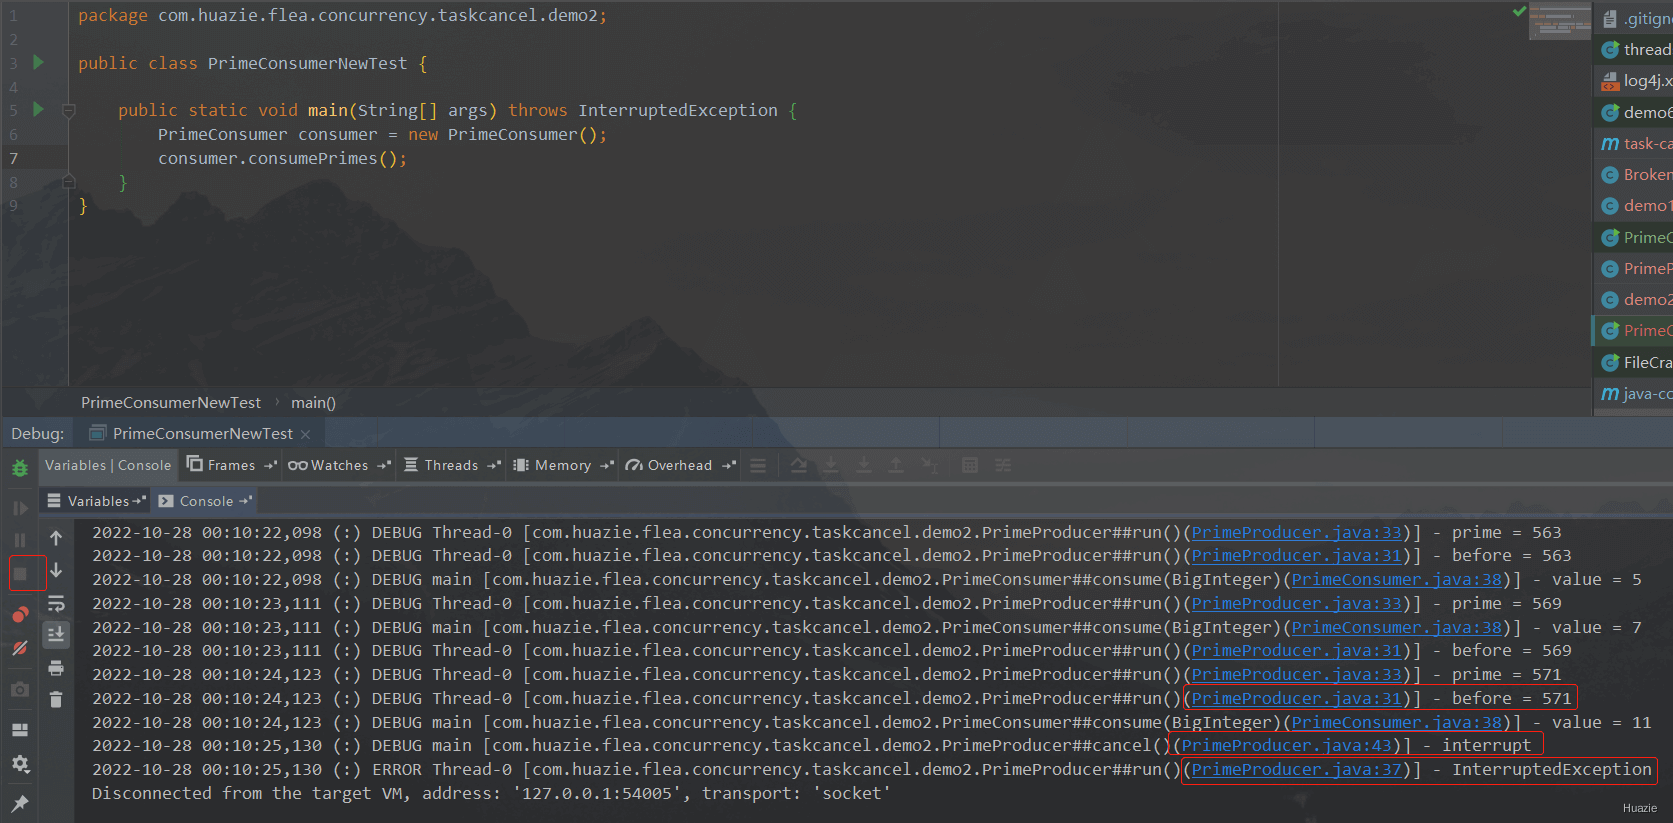 1 package com.huazie.flea.concurrency.taskcancel.demo2;
2
3 public class PrimeConsumerNewTest {
4
5 public static void main(String[] args) throws InterruptedException {
6 PrimeConsumer consumer = new PrimeConsumer();
7 consumer.consumePrimes();
8 }
9 }
.gitign
thread
log4j.x
demo6
task-ca
Broken
demo1
PrimeC
PrimeP
demo2
PrimeC
FileCra
java-co
PrimeConsumerNewTest › main()
Debug: PrimeConsumerNewTest ×
Variables | Console Frames Watches Threads Memory Overhead
Variables Console
2022-10-28 00:10:22,098 (:) DEBUG Thread-0 [com.huazie.flea.concurrency.taskcancel.demo2.PrimeProducer##run()(PrimeProducer.java:33)] - prime = 563
2022-10-28 00:10:22,098 (:) DEBUG Thread-0 [com.huazie.flea.concurrency.taskcancel.demo2.PrimeProducer##run()(PrimeProducer.java:31)] - before = 563
2022-10-28 00:10:22,098 (:) DEBUG main [com.huazie.flea.concurrency.taskcancel.demo2.PrimeConsumer##consume(BigInteger)(PrimeConsumer.java:38)] - value = 5
2022-10-28 00:10:23,111 (:) DEBUG Thread-0 [com.huazie.flea.concurrency.taskcancel.demo2.PrimeProducer##run()(PrimeProducer.java:33)] - prime = 569
2022-10-28 00:10:23,111 (:) DEBUG main [com.huazie.flea.concurrency.taskcancel.demo2.PrimeConsumer##consume(BigInteger)(PrimeConsumer.java:38)] - value = 7
2022-10-28 00:10:23,111 (:) DEBUG Thread-0 [com.huazie.flea.concurrency.taskcancel.demo2.PrimeProducer##run()(PrimeProducer.java:31)] - before = 569
2022-10-28 00:10:24,123 (:) DEBUG Thread-0 [com.huazie.flea.concurrency.taskcancel.demo2.PrimeProducer##run()(PrimeProducer.java:33)] - prime = 571
2022-10-28 00:10:24,123 (:) DEBUG Thread-0 [com.huazie.flea.concurrency.taskcancel.demo2.PrimeProducer##run()(PrimeProducer.java:31)] - before = 571
2022-10-28 00:10:24,123 (:) DEBUG main [com.huazie.flea.concurrency.taskcancel.demo2.PrimeConsumer##consume(BigInteger)(PrimeConsumer.java:38)] - value = 11
2022-10-28 00:10:25,130 (:) DEBUG main [com.huazie.flea.concurrency.taskcancel.demo2.PrimeProducer##cancel()(PrimeProducer.java:43)] - interrupt
2022-10-28 00:10:25,130 (:) ERROR Thread-0 [com.huazie.flea.concurrency.taskcancel.demo2.PrimeProducer##run()(PrimeProducer.java:37)] - InterruptedException
Disconnected from the target VM, address: '127.0.0.1:54005', transport: 'socket'
Huazie